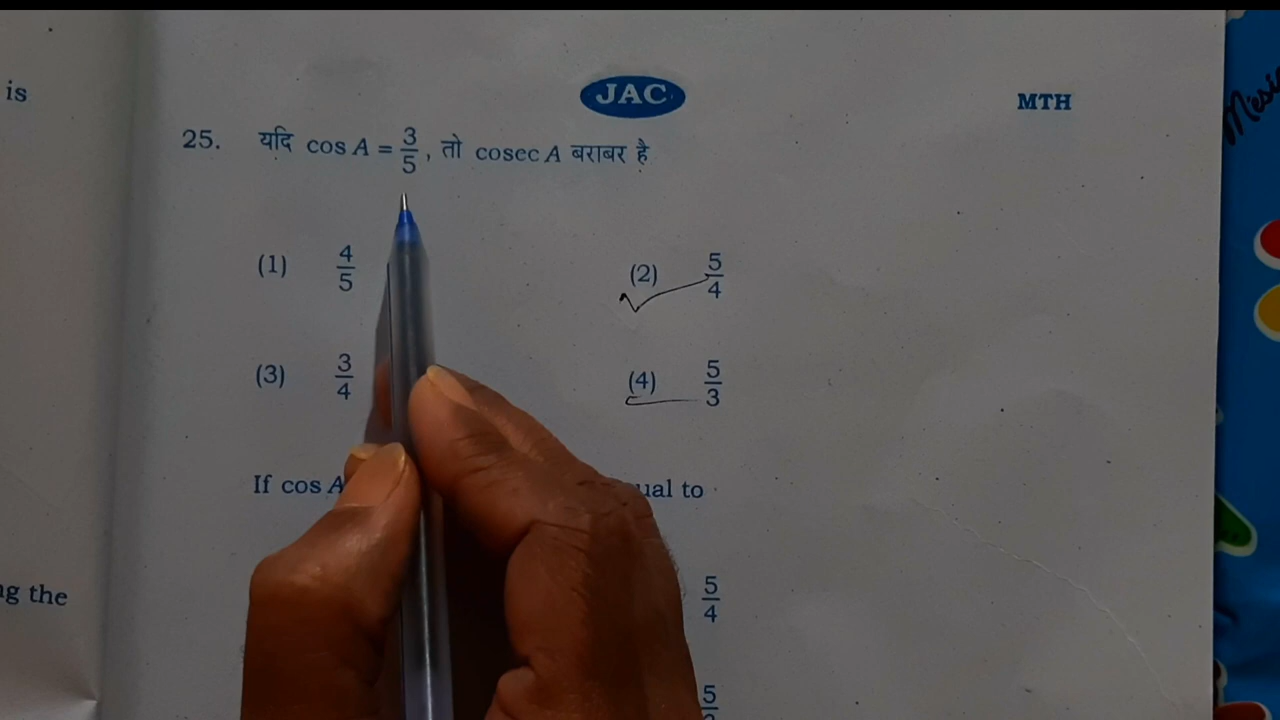 is
JAC
MTH
25. यदि cos A = 3/5, तो cosec A बराबर है
(1) 4/5 (2) 5/4
(3) 3/4 (4) 5/3
If cos A to
the
5/4
5